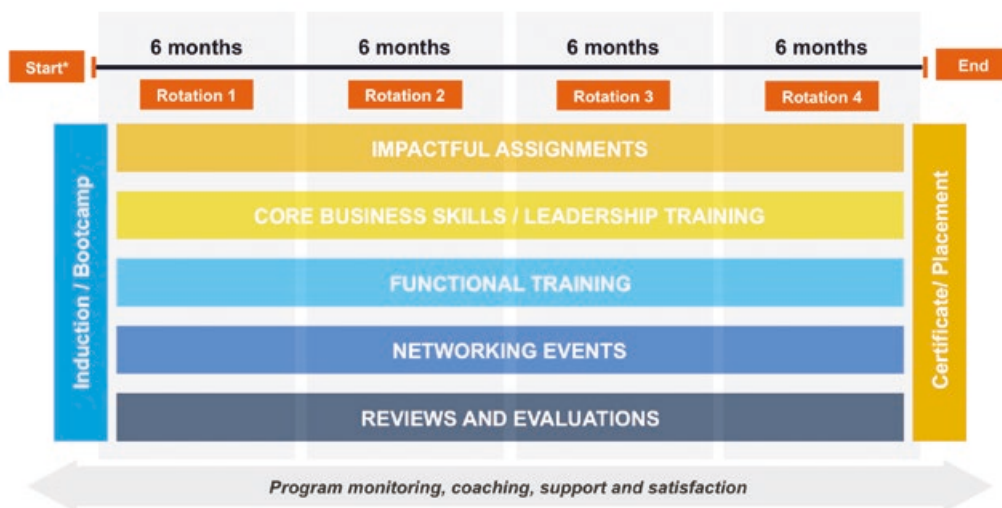 6 months 6 months 6 months 6 months
Start* End
Rotation 1 Rotation 2 Rotation 3 Rotation 4
Induction / Bootcamp
IMPACTFUL ASSIGNMENTS
CORE BUSINESS SKILLS / LEADERSHIP TRAINING
FUNCTIONAL TRAINING
NETWORKING EVENTS
REVIEWS AND EVALUATIONS
Certificate/ Placement
Program monitoring, coaching, support and satisfaction